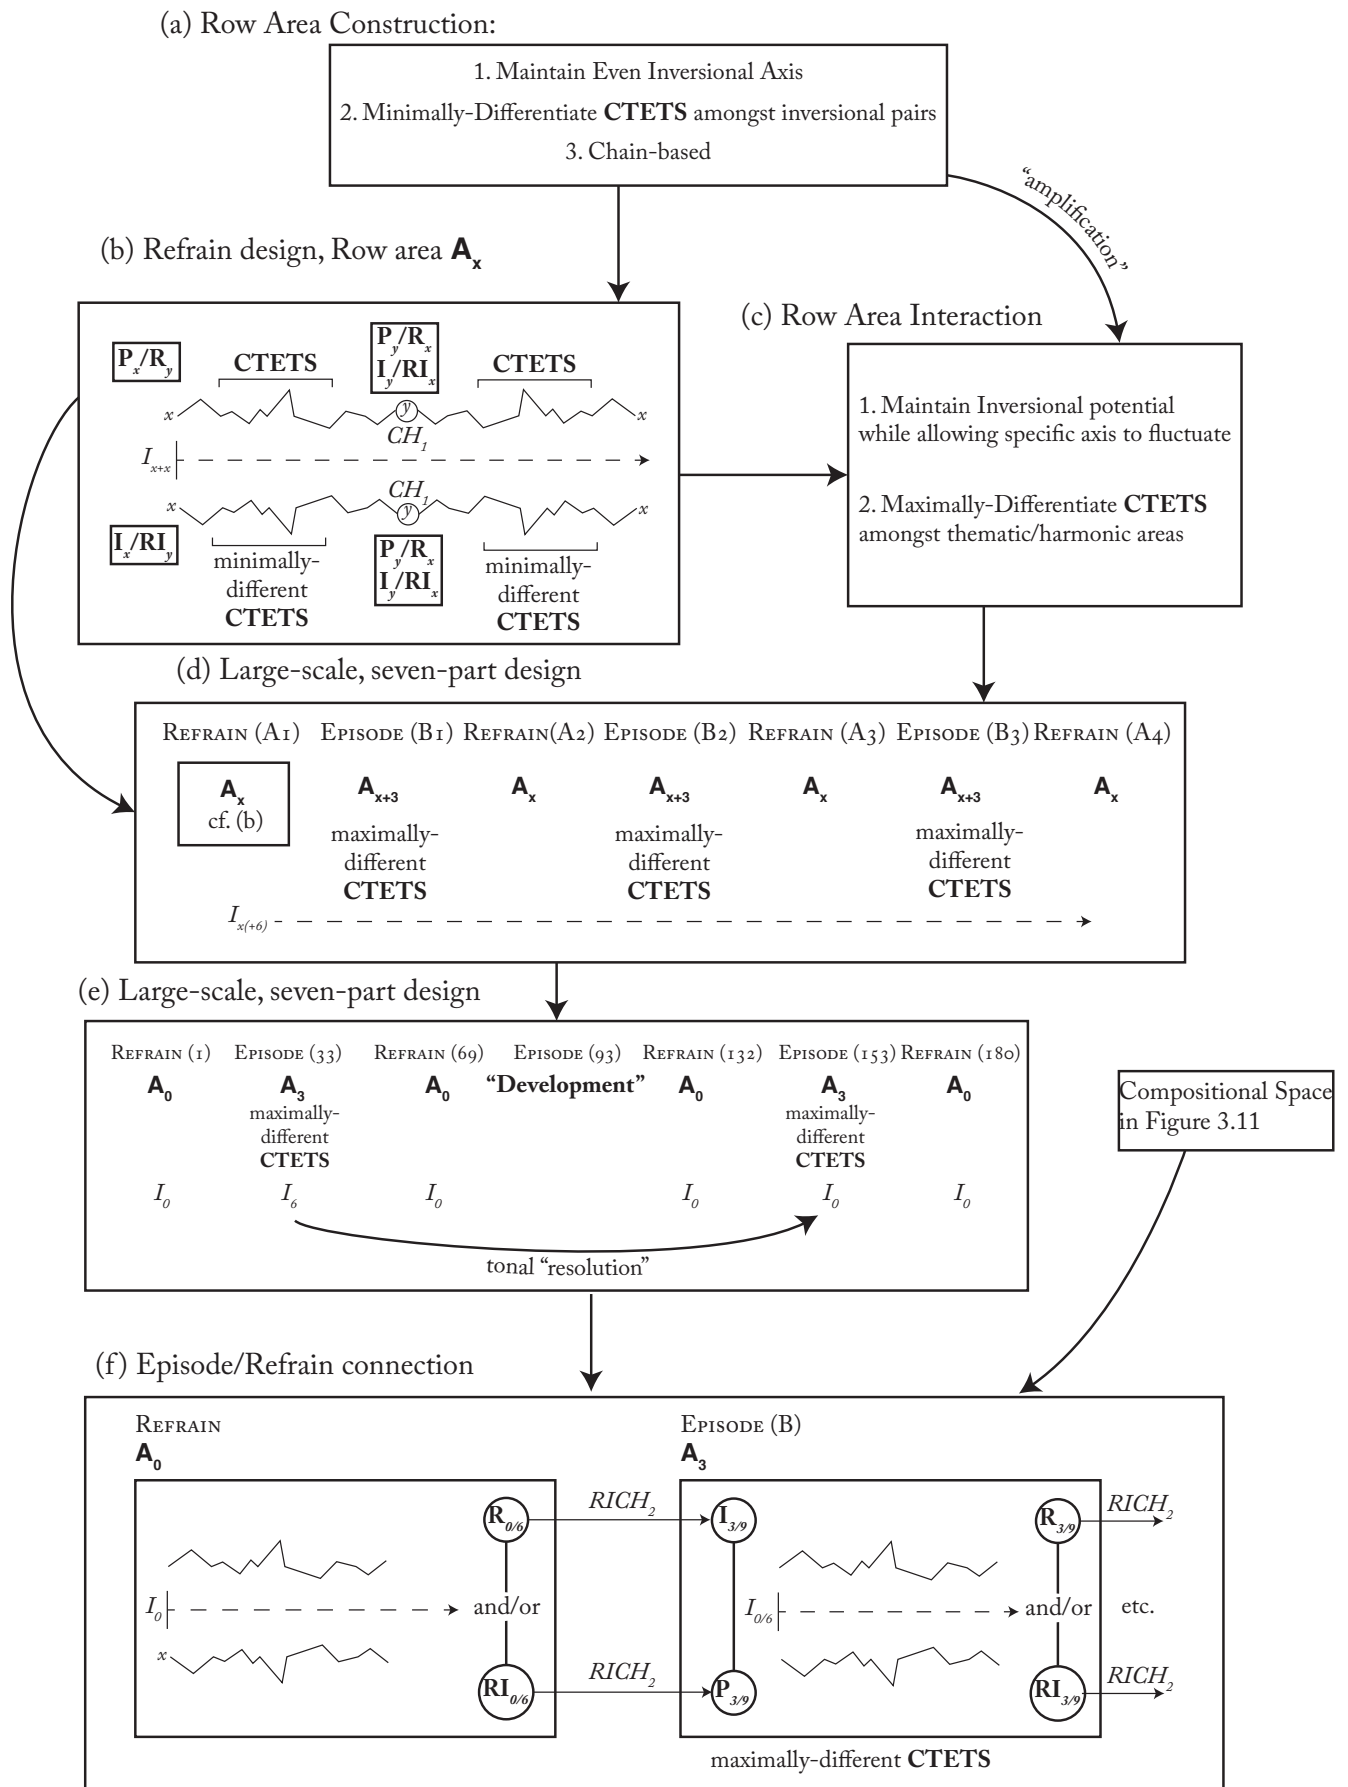 (a) Row Area Construction:
1. Maintain Even Inversional Axis
2. Minimally-Differentiate CTETS amongst inversional pairs
3. Chain-based
"amplification"
(b) Refrain design, Row area Ax
Px/Ry
CTETS
Py/Rx
Iy/RIx
CTETS
x
y
x
CH1
Ix+x
CH1
x
y
x
Ix/RIy
minimally-
different
CTETS
Py/Rx
Iy/RIx
minimally-
different
CTETS
(c) Row Area Interaction
1. Maintain Inversional potential
while allowing specific axis to fluctuate
2. Maximally-Differentiate CTETS
amongst thematic/harmonic areas
(d) Large-scale, seven-part design
Refrain (A1) Episode (B1) Refrain(A2) Episode (B2) Refrain (A3) Episode (B3) Refrain (A4)
Ax Ax+3 Ax Ax+3 Ax Ax+3 Ax
cf. (b)
maximally-
different
CTETS
maximally-
different
CTETS
maximally-
different
CTETS
Ix(+6)
(e) Large-scale, seven-part design
Refrain (1) Episode (33) Refrain (69) Episode (93) Refrain (132) Episode (153) Refrain (180)
A0 A3 A0 "Development" A0 A3 A0
maximally-
different
CTETS
maximally-
different
CTETS
I0 I6 I0 I0 I0 I0
tonal "resolution"
Compositional Space
in Figure 3.11
(f) Episode/Refrain connection
Refrain
A0
Episode (B)
A3
R0/6 RICH2 I3/9 R3/9 RICH2
I0 and/or I0/6 and/or etc.
x
RI0/6 RICH2 P3/9 RI3/9 RICH2
maximally-different CTETS